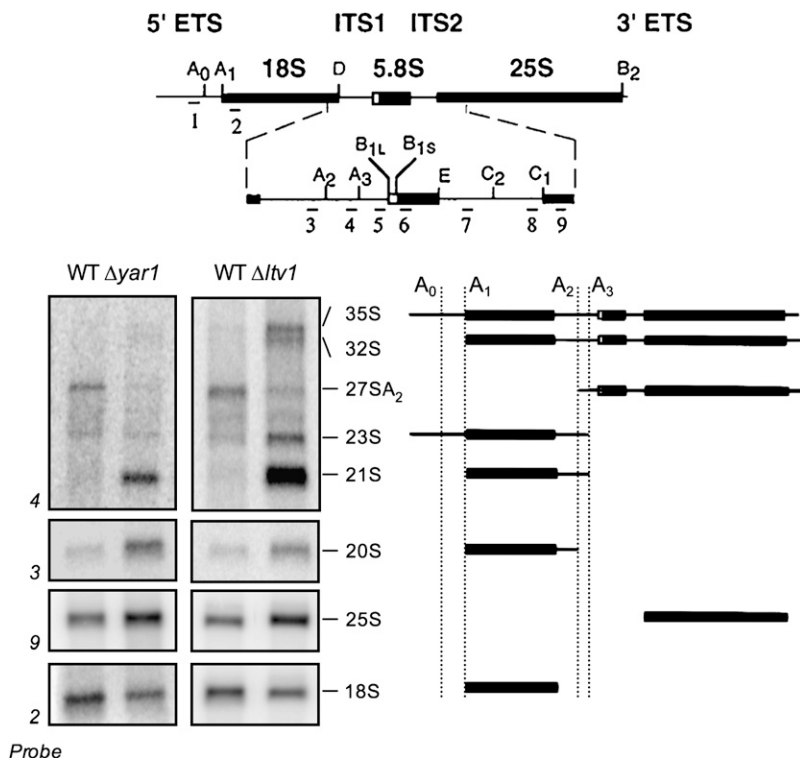 5' ETS ITS1 ITS2 3' ETS
A0 A1 18S D 5.8S 25S B2
1 2
B1L B1S
A2 A3 E C2 C1
3 4 5 6 7 8 9
WT Δyar1 WT Δltv1
A0 A1 A2 A3
35S
32S
27SA2
23S
21S
4
20S
3
25S
9
18S
2
Probe